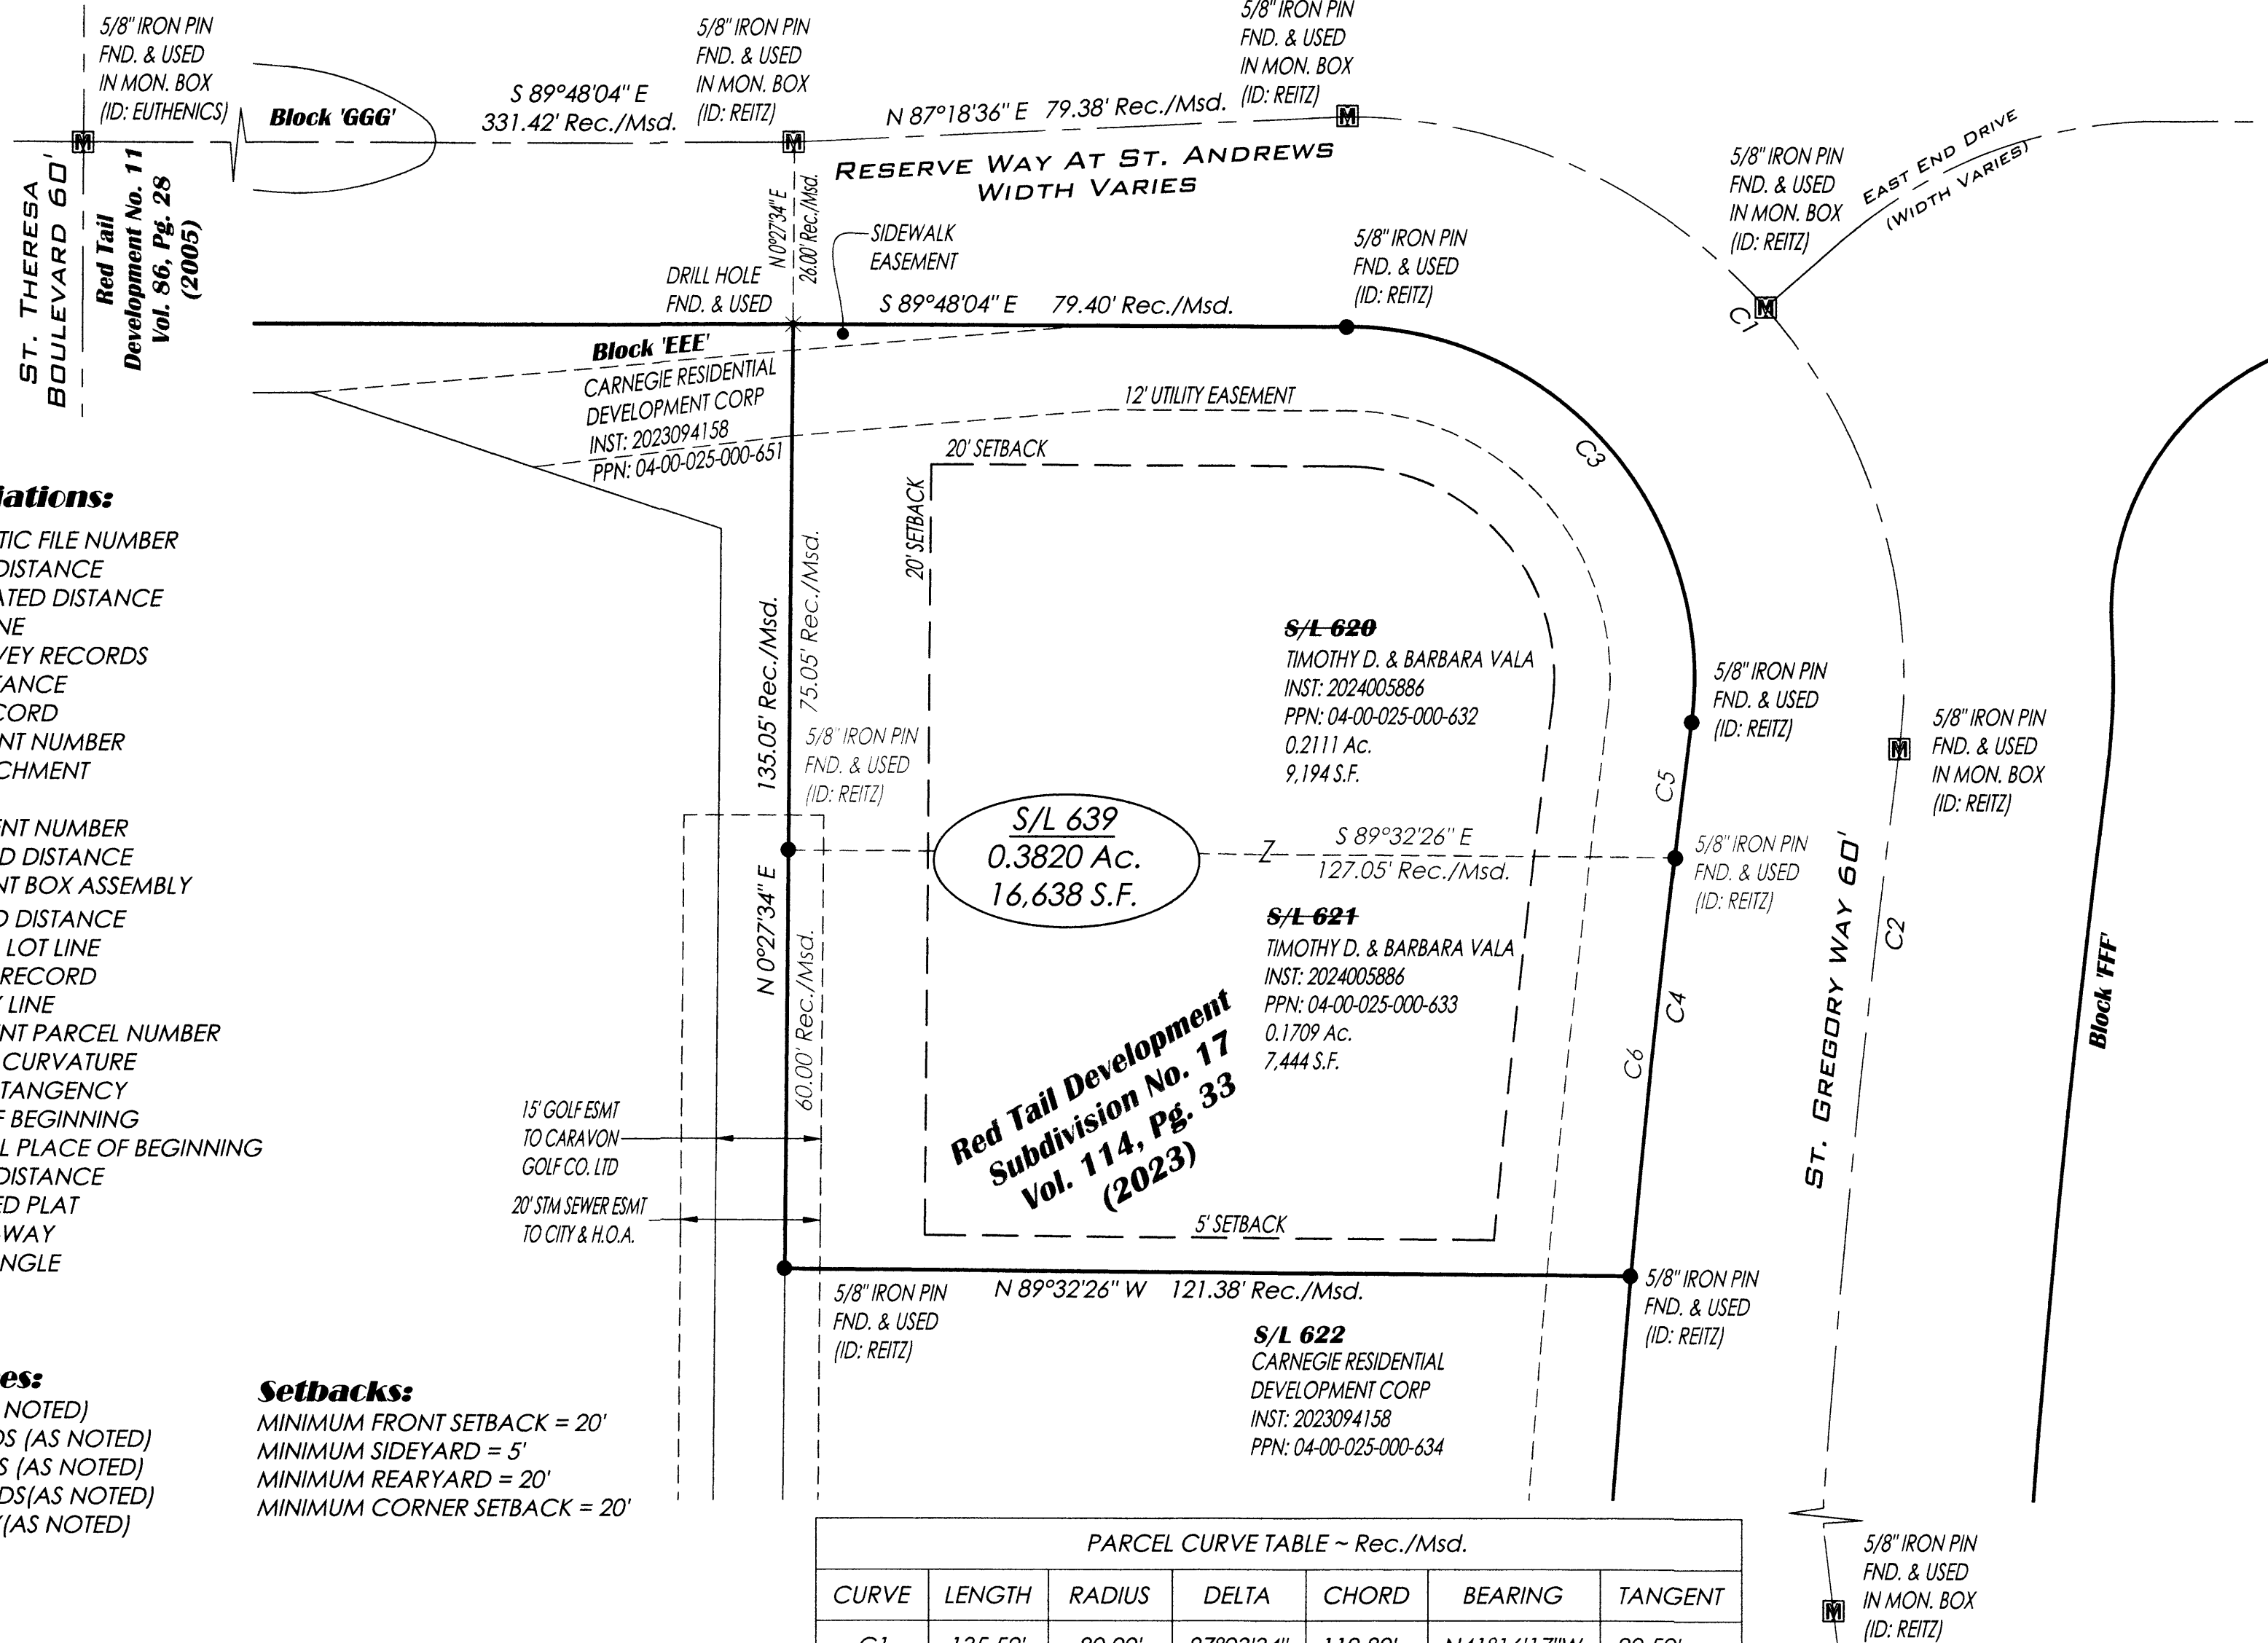 5/8" IRON PIN
FND. & USED
IN MON. BOX
(ID: EUTHENICS)
Block 'GGG'
S 89°48'04" E
331.42' Rec./Msd.
5/8" IRON PIN
FND. & USED
IN MON. BOX
(ID: REITZ)
N 87°18'36" E 79.38' Rec./Msd.
5/8" IRON PIN
FND. & USED
IN MON. BOX
(ID: REITZ)
RESERVE WAY AT ST. ANDREWS
WIDTH VARIES
5/8" IRON PIN
FND. & USED
IN MON. BOX
(ID: REITZ)
EAST END DRIVE
(WIDTH VARIES)
M
M
M
M
C1
ST. THERESA
BOULEVARD 60'
Red Tail
Development No. 11
Vol. 86, Pg. 28
(2005)
N 0°27'34" E
26.00' Rec./Msd.
SIDEWALK
EASEMENT
DRILL HOLE
FND. & USED
S 89°48'04" E 79.40' Rec./Msd.
5/8" IRON PIN
FND. & USED
(ID: REITZ)
Block 'EEE'
CARNEGIE RESIDENTIAL
DEVELOPMENT CORP
INST: 2023094158
PPN: 04-00-025-000-651
12' UTILITY EASEMENT
20' SETBACK
20' SETBACK
C3
135.05' Rec./Msd.
75.05' Rec./Msd.
S/L 620
TIMOTHY D. & BARBARA VALA
INST: 2024005886
PPN: 04-00-025-000-632
0.2111 Ac.
9,194 S.F.
5/8" IRON PIN
FND. & USED
(ID: REITZ)
5/8" IRON PIN
FND. & USED
IN MON. BOX
(ID: REITZ)
M
5/8" IRON PIN
FND. & USED
(ID: REITZ)
C5
S/L 639
0.3820 Ac.
16,638 S.F.
Z
S 89°32'26" E
127.05' Rec./Msd.
5/8" IRON PIN
FND. & USED
(ID: REITZ)
N 0°27'34" E
60.00' Rec./Msd.
S/L 621
TIMOTHY D. & BARBARA VALA
INST: 2024005886
PPN: 04-00-025-000-633
0.1709 Ac.
7,444 S.F.
C4
C6
C2
ST. GREGORY WAY 60'
Block 'FFF'
Red Tail Development
Subdivision No. 17
Vol. 114, Pg. 33
(2023)
15' GOLF ESMT
TO CARAVON
GOLF CO. LTD
20' STM SEWER ESMT
TO CITY & H.O.A.
5' SETBACK
5/8" IRON PIN
FND. & USED
(ID: REITZ)
N 89°32'26" W 121.38' Rec./Msd.
5/8" IRON PIN
FND. & USED
(ID: REITZ)
S/L 622
CARNEGIE RESIDENTIAL
DEVELOPMENT CORP
INST: 2023094158
PPN: 04-00-025-000-634
iations:
TIC FILE NUMBER
DISTANCE
ATED DISTANCE
NE
VEY RECORDS
TANCE
CORD
NT NUMBER
CHMENT
ENT NUMBER
D DISTANCE
NT BOX ASSEMBLY
D DISTANCE
LOT LINE
RECORD
Y LINE
NT PARCEL NUMBER
CURVATURE
TANGENCY
F BEGINNING
L PLACE OF BEGINNING
DISTANCE
ED PLAT
-WAY
NGLE
es:
NOTED)
DS (AS NOTED)
S (AS NOTED)
DS(AS NOTED)
Y(AS NOTED)
Setbacks:
MINIMUM FRONT SETBACK = 20'
MINIMUM SIDEYARD = 5'
MINIMUM REARYARD = 20'
MINIMUM CORNER SETBACK = 20'
PARCEL CURVE TABLE ~ Rec./Msd.
CURVE LENGTH RADIUS DELTA CHORD BEARING TANGENT
5/8" IRON PIN
FND. & USED
IN MON. BOX
(ID: REITZ)
M